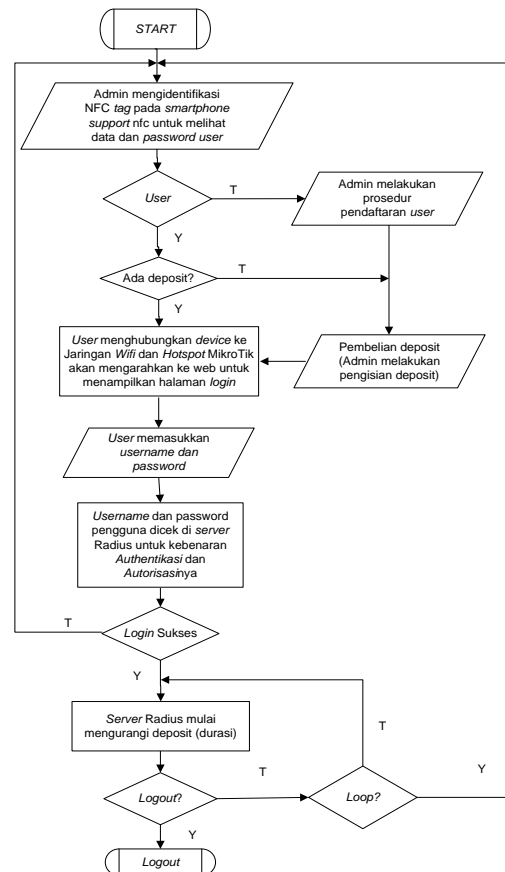 START
Admin mengidentifikasi
NFC tag pada smartphone
support nfc untuk melihat
data dan password user
User
T
Admin melakukan
prosedur
pendaftaran user
Y
Ada deposit?
T
Y
User menghubungkan device ke
Jaringan Wifi dan Hotspot MikroTik
akan mengarahkan ke web untuk
menampilkan halaman login
Pembelian deposit
(Admin melakukan
pengisian deposit)
User memasukkan
username dan
password
Username dan password
pengguna dicek di server
Radius untuk kebenaran
Authentikasi dan
Autorisasinya
T
Login Sukses
Y
Server Radius mulai
mengurangi deposit (durasi)
T
Logout?
T
Loop?
Y
Y
Logout